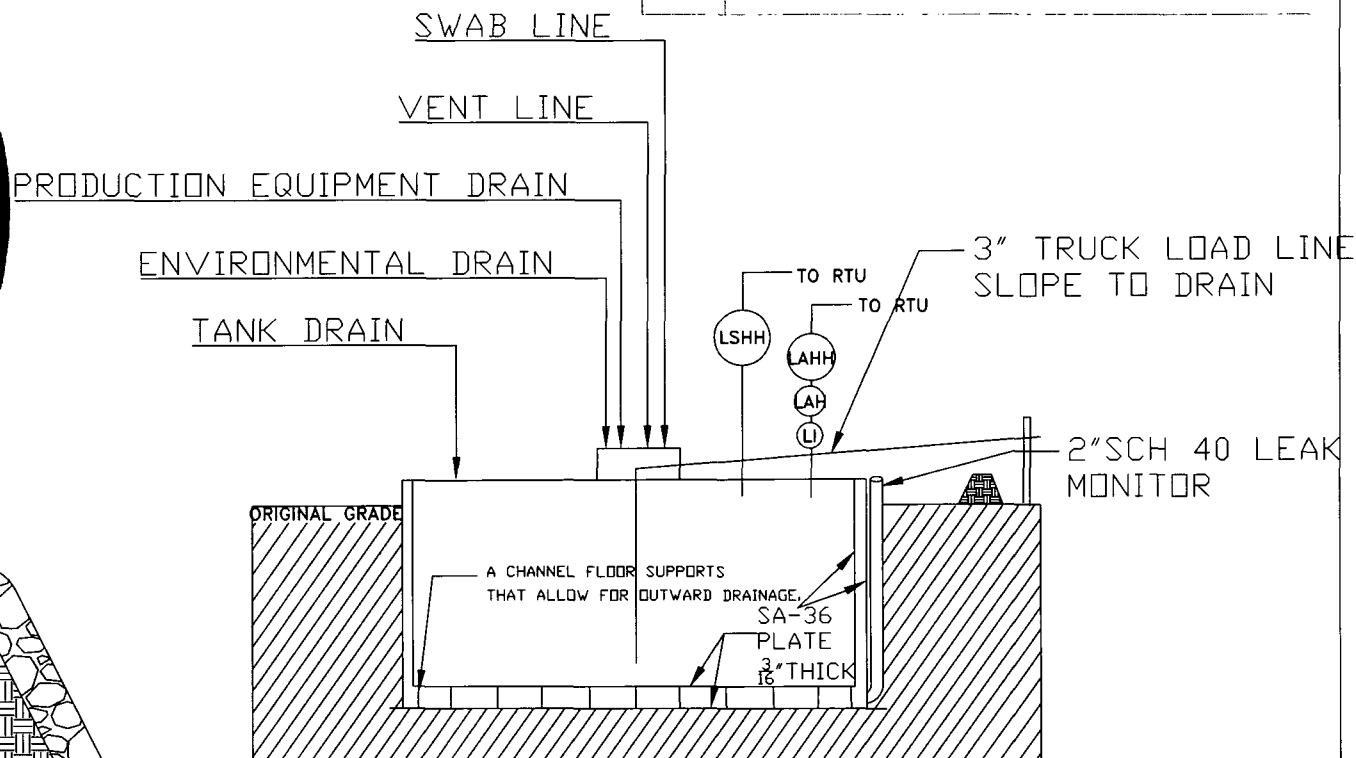 SWAB LINE
VENT LINE
PRODUCTION EQUIPMENT DRAIN
ENVIRONMENTAL DRAIN
TANK DRAIN
TO RTU
TO RTU
3" TRUCK LOAD LINE
SLOPE TO DRAIN
LSHH
LAHH
LAH
LI
2"SCH 40 LEAK
MONITOR
ORIGINAL GRADE
A CHANNEL FLOOR SUPPORTS
THAT ALLOW FOR OUTWARD DRAINAGE.
SA-36
PLATE
3/16" THICK